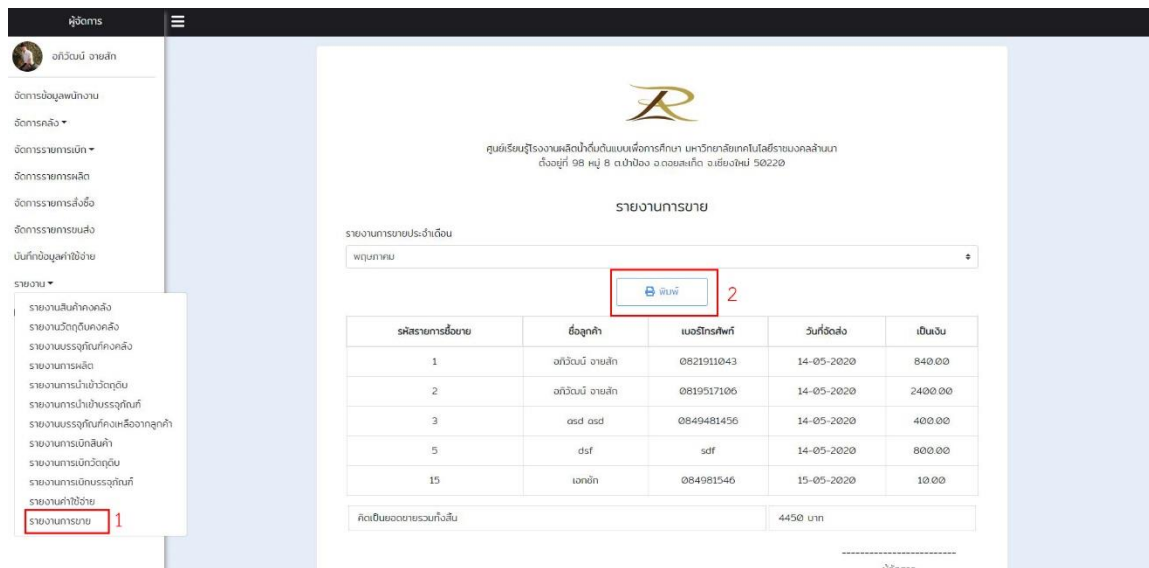 ผู้จัดการ
อภิวัฒน์ จายสัก
จัดการข้อมูลพนักงาน
จัดการคลัง
จัดการรายการเบิก
จัดการรายการผลิต
จัดการรายการสั่งซื้อ
จัดการรายการขนส่ง
บันทึกข้อมูลค่าใช้จ่าย
รายงาน
รายงานสินค้าคงคลัง
รายงานวัตถุดิบคงคลัง
รายงานบรรจุภัณฑ์คงคลัง
รายงานการผลิต
รายงานการนำเข้าวัตถุดิบ
รายงานการนำเข้าบรรจุภัณฑ์
รายงานบรรจุภัณฑ์คงเหลือจากลูกค้า
รายงานการเบิกสินค้า
รายงานการเบิกวัตถุดิบ
รายงานการเบิกบรรจุภัณฑ์
รายงานค่าใช้จ่าย
รายงานการขาย 1
ศูนย์เรียนรู้โรงงานผลิตน้ำดื่มต้นแบบเพื่อการศึกษา มหาวิทยาลัยเทคโนโลยีราชมงคลล้านนา
ตั้งอยู่ที่ 98 หมู่ 8 ต.ป่าป้อง อ.ดอยสะเก็ด จ.เชียงใหม่ 50220
รายงานการขาย
รายงานการขายประจำเดือน
พฤษภาคม
พิมพ์ 2
รหัสรายการซื้อขาย ชื่อลูกค้า เบอร์โทรศัพท์ วันที่จัดส่ง เป็นเงิน
1 อภิวัฒน์ จายสัก 0821911043 14-05-2020 840.00
2 อภิวัฒน์ จายสัก 0819517106 14-05-2020 2400.00
3 asd asd 0849481456 14-05-2020 400.00
5 dsf sdf 14-05-2020 800.00
15 เอกชัก 084981546 15-05-2020 10.00
คิดเป็นยอดขายรวมทั้งสิ้น 4450 บาท
-------------------------